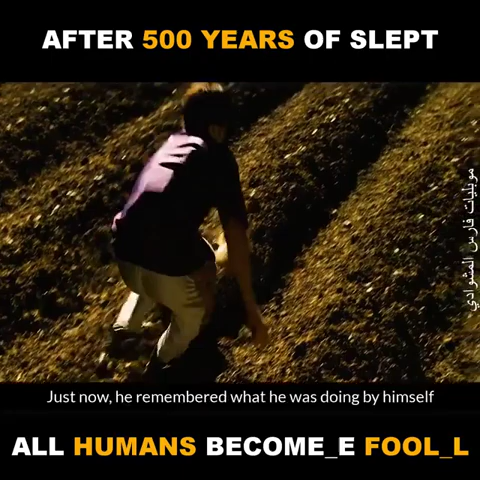 AFTER 500 YEARS OF SLEPT
موبليات فارس المشوادي
Just now, he remembered what he was doing by himself
ALL HUMANS BECOME_E FOOL_L